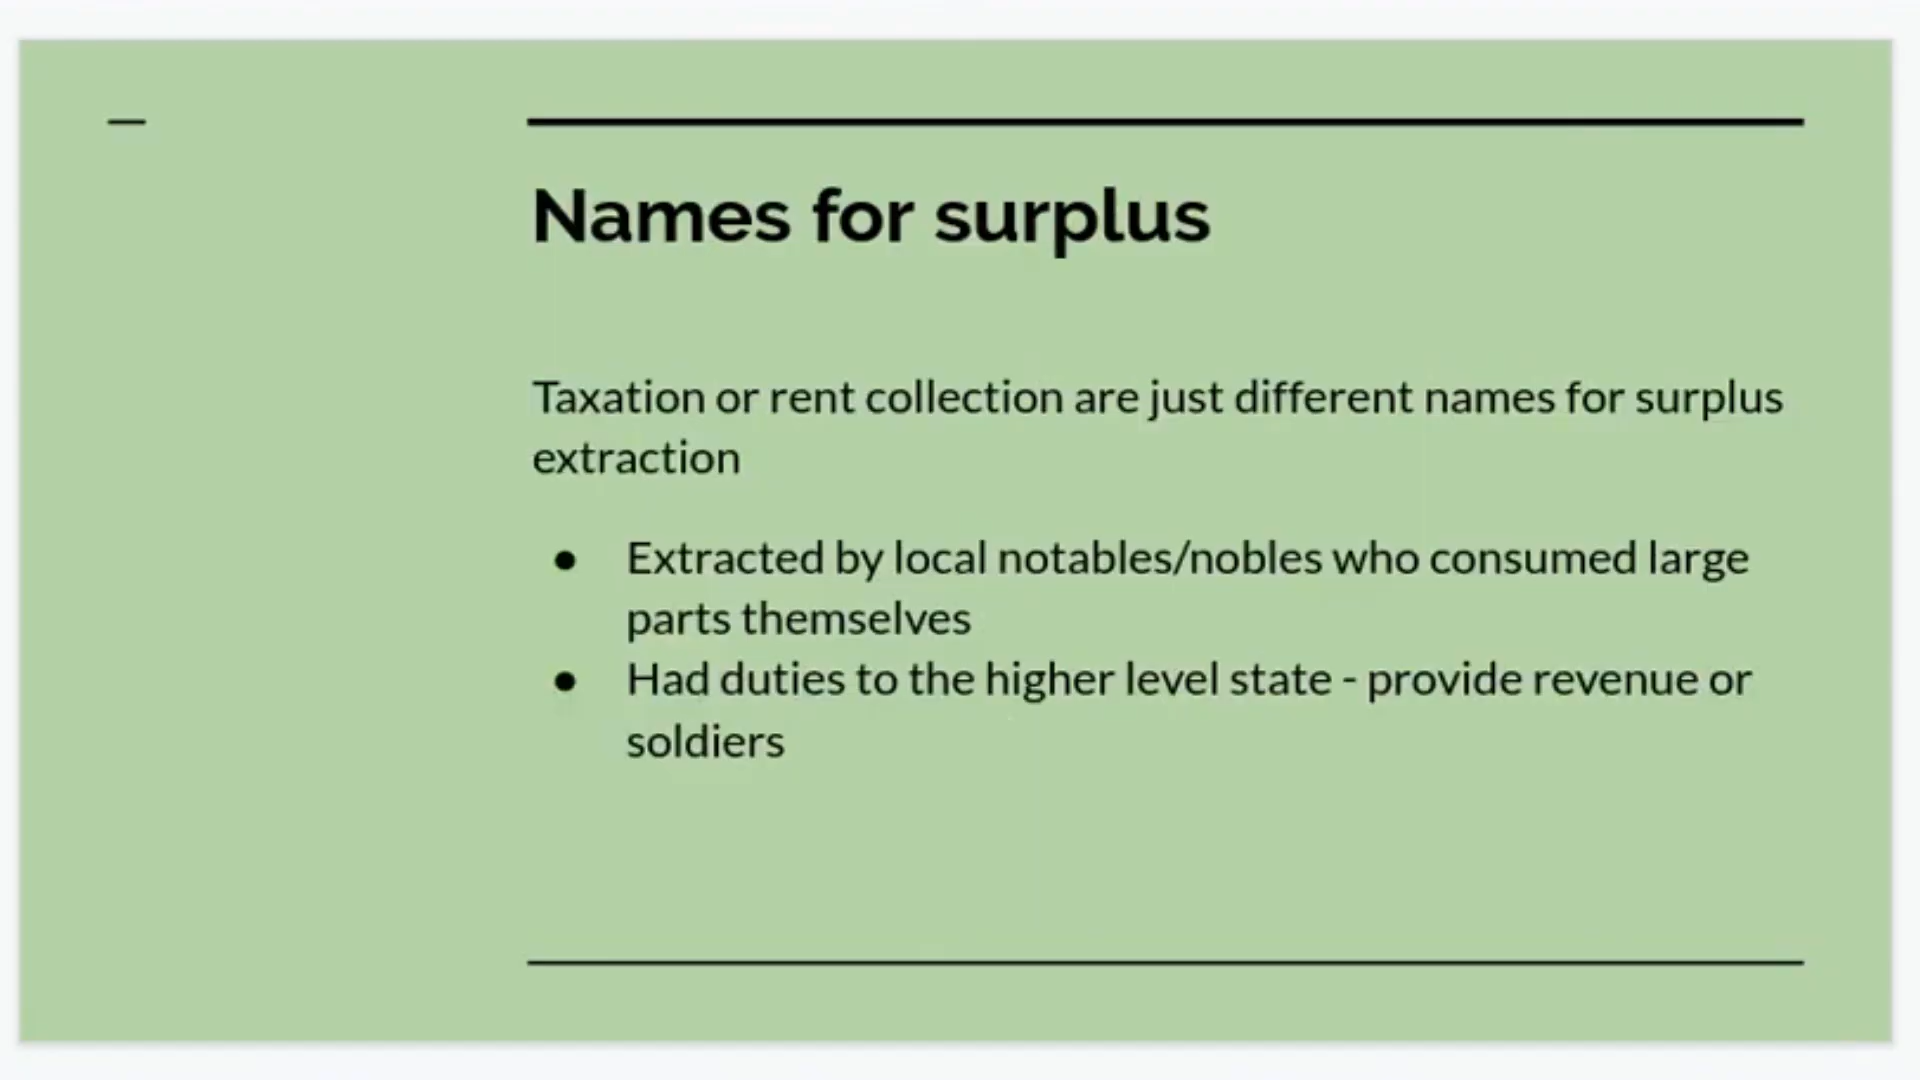 Names for surplus
Taxation or rent collection are just different names for surplus
extraction
● Extracted by local notables/nobles who consumed large
parts themselves
● Had duties to the higher level state - provide revenue or
soldiers